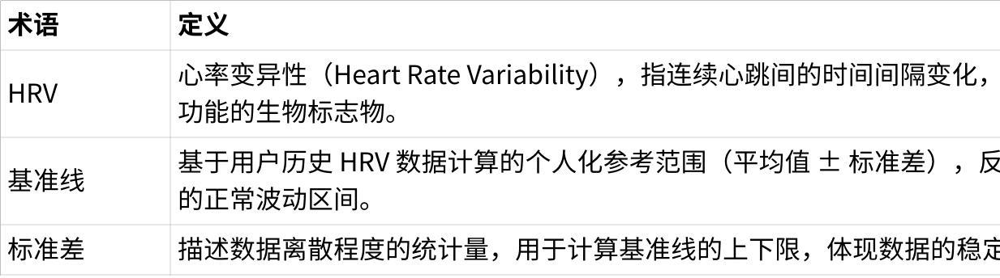 术语 定义
HRV
心率变异性（Heart Rate Variability），指连续心跳间的时间间隔变化，
功能的生物标志物。
基准线
基于用户历史 HRV 数据计算的个人化参考范围（平均值 ± 标准差），反
的正常波动区间。
标准差 描述数据离散程度的统计量，用于计算基准线的上下限，体现数据的稳定